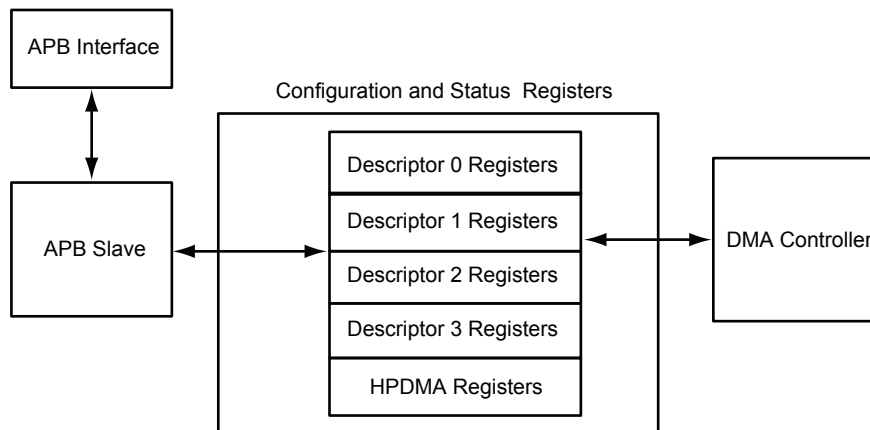 APB Interface
Configuration and Status Registers
Descriptor 0 Registers
Descriptor 1 Registers
APB Slave
DMA Controller
Descriptor 2 Registers
Descriptor 3 Registers
HPDMA Registers